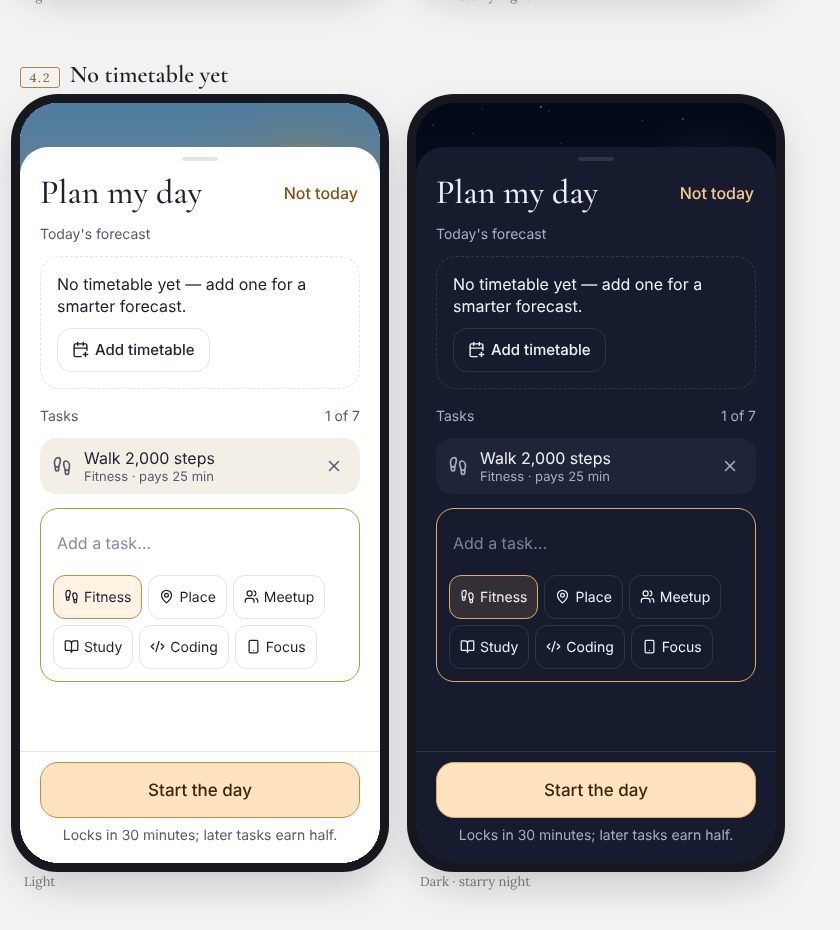 4.2 No timetable yet
Plan my day Not today
Today's forecast
No timetable yet — add one for a
smarter forecast.
Add timetable
Tasks 1 of 7
Walk 2,000 steps
Fitness · pays 25 min
Add a task...
Fitness Place Meetup
Study Coding Focus
Start the day
Locks in 30 minutes; later tasks earn half.
Light
Plan my day Not today
Today's forecast
No timetable yet — add one for a
smarter forecast.
Add timetable
Tasks 1 of 7
Walk 2,000 steps
Fitness · pays 25 min
Add a task...
Fitness Place Meetup
Study Coding Focus
Start the day
Locks in 30 minutes; later tasks earn half.
Dark · starry night